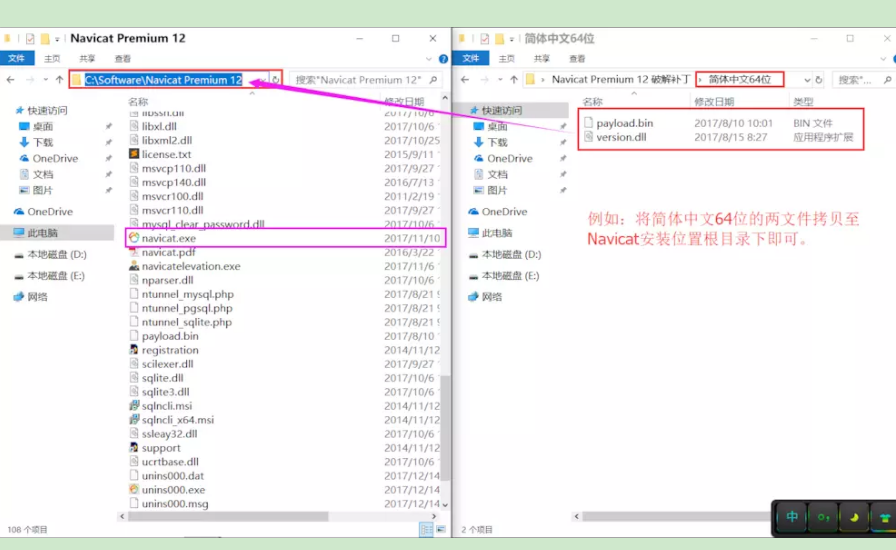 Navicat Premium 12
文件 主页 共享 查看
C:\Software\Navicat Premium 12
搜索"Navicat Premium 12"
快速访问
桌面
下载
OneDrive
文档
图片
OneDrive
此电脑
本地磁盘 (D:)
本地磁盘 (E:)
网络
名称 修改日期
libssh.dll 2017/10/6
libxl.dll 2017/10/6
libxml2.dll 2017/10/25
license.txt 2015/9/11
msvcp110.dll 2017/9/27
msvcp140.dll 2016/7/13
msvcr100.dll 2011/2/19
msvcr110.dll 2017/9/27
mysql_clear_password.dll 2017/10/6
navicat.exe 2017/11/10
navicat.pdf 2016/3/22
navicatelevation.exe 2017/11/6
nparser.dll 2017/10/6
ntunnel_mysql.php 2017/8/21 9
ntunnel_pgsql.php 2017/8/21 9
ntunnel_sqlite.php 2017/8/21 9
payload.bin 2017/8/10
registration 2014/11/12
scilexer.dll 2017/9/27
sqlite.dll 2017/10/6
sqlite3.dll 2017/10/6
sqlncli.msi 2014/11/12
sqlncli_x64.msi 2014/11/12
ssleay32.dll 2017/10/6
support 2014/11/12
ucrtbase.dll 2017/10/6
unins000.dat 2017/12/14
unins000.exe 2017/12/14
unins000.msg 2017/12/14
108 个项目
简体中文64位
文件 主页 共享 查看
Navicat Premium 12 破解补丁 › 简体中文64位
搜索"...
快速访问
桌面
下载
OneDrive
文档
图片
OneDrive
此电脑
本地磁盘 (D:)
本地磁盘 (E:)
网络
名称 修改日期 类型
payload.bin 2017/8/10 10:01 BIN 文件
version.dll 2017/8/15 8:27 应用程序扩展
例如：将简体中文64位的两文件拷贝至
Navicat安装位置根目录下即可。
2 个项目
中